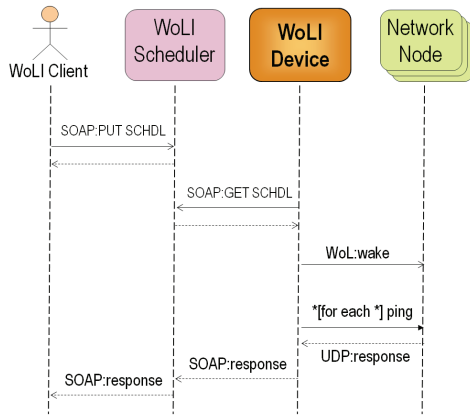 WoLI Client
WoLI
Scheduler
WoLI
Device
Network
Node
SOAP:PUT SCHDL
SOAP:GET SCHDL
WoL:wake
*[for each *] ping
UDP:response
SOAP:response
SOAP:response